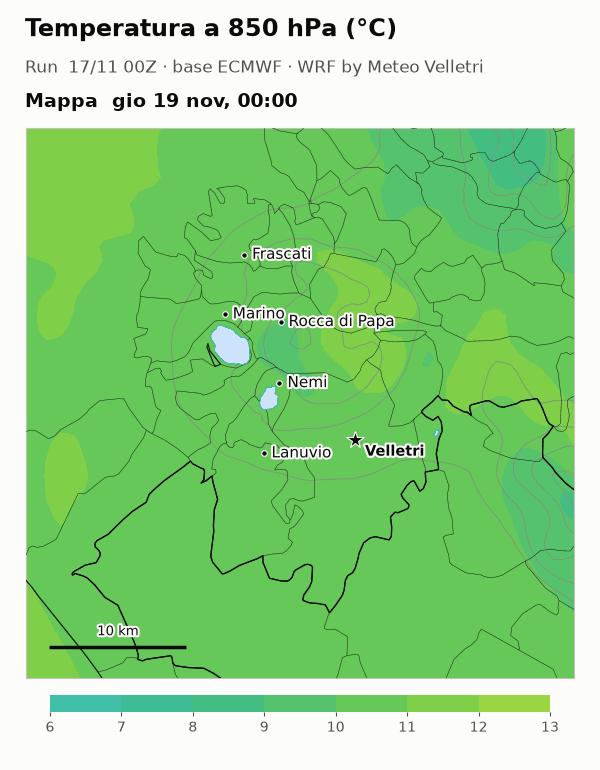 Temperatura a 850 hPa (°C)
Run  17/11 00Z · base ECMWF · WRF by Meteo Velletri
Mappa  gio 19 nov, 00:00
Frascati
Marino
Rocca di Papa
Nemi
Velletri
Lanuvio
10 km
6 7 8 9 10 11 12 13